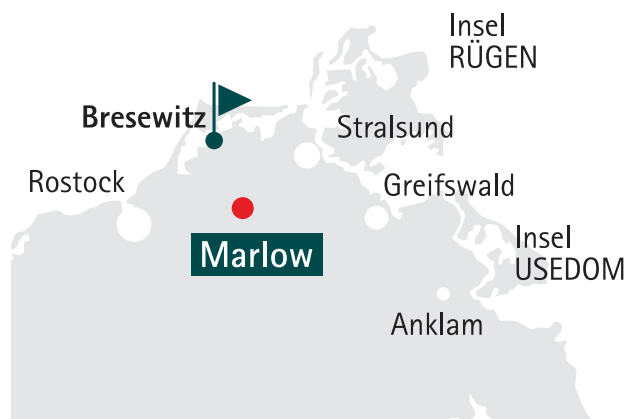 Insel
RÜGEN
Bresewitz
Stralsund
Rostock
Greifswald
Marlow
Insel
USEDOM
Anklam